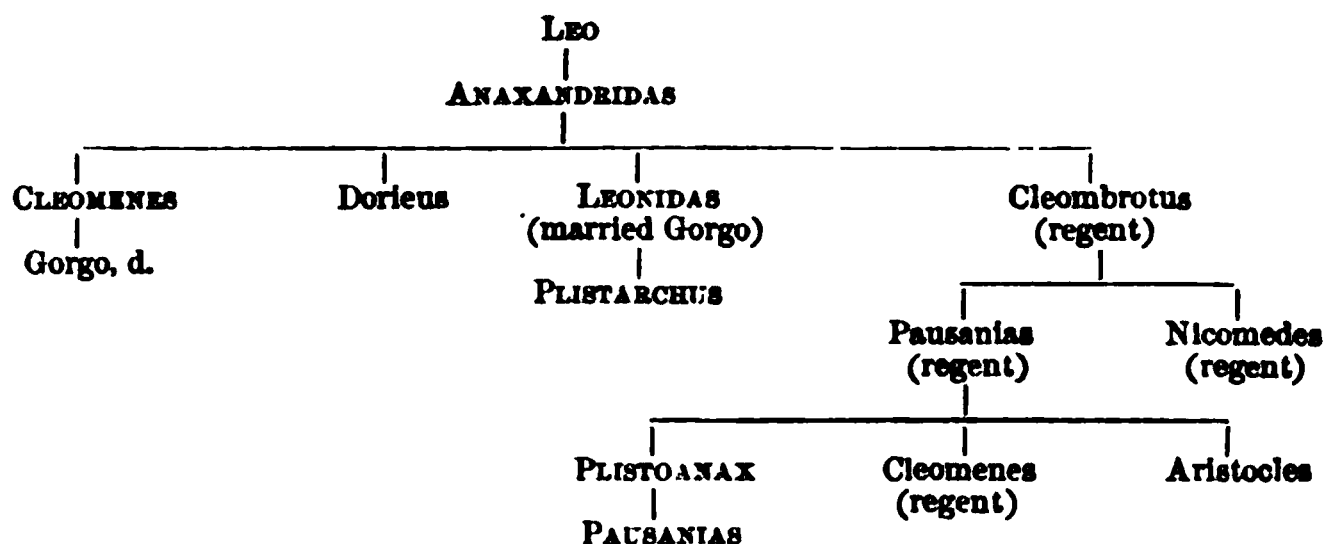 LEO
ANAXANDRIDAS
CLEOMENES Dorieus LEONIDAS Cleombrotus
(married Gorgo) (regent)
Gorgo, d.
PLISTARCHUS
Pausanias Nicomedes
(regent) (regent)
PLISTOANAX Cleomenes Aristocles
(regent)
PAUSANIAS